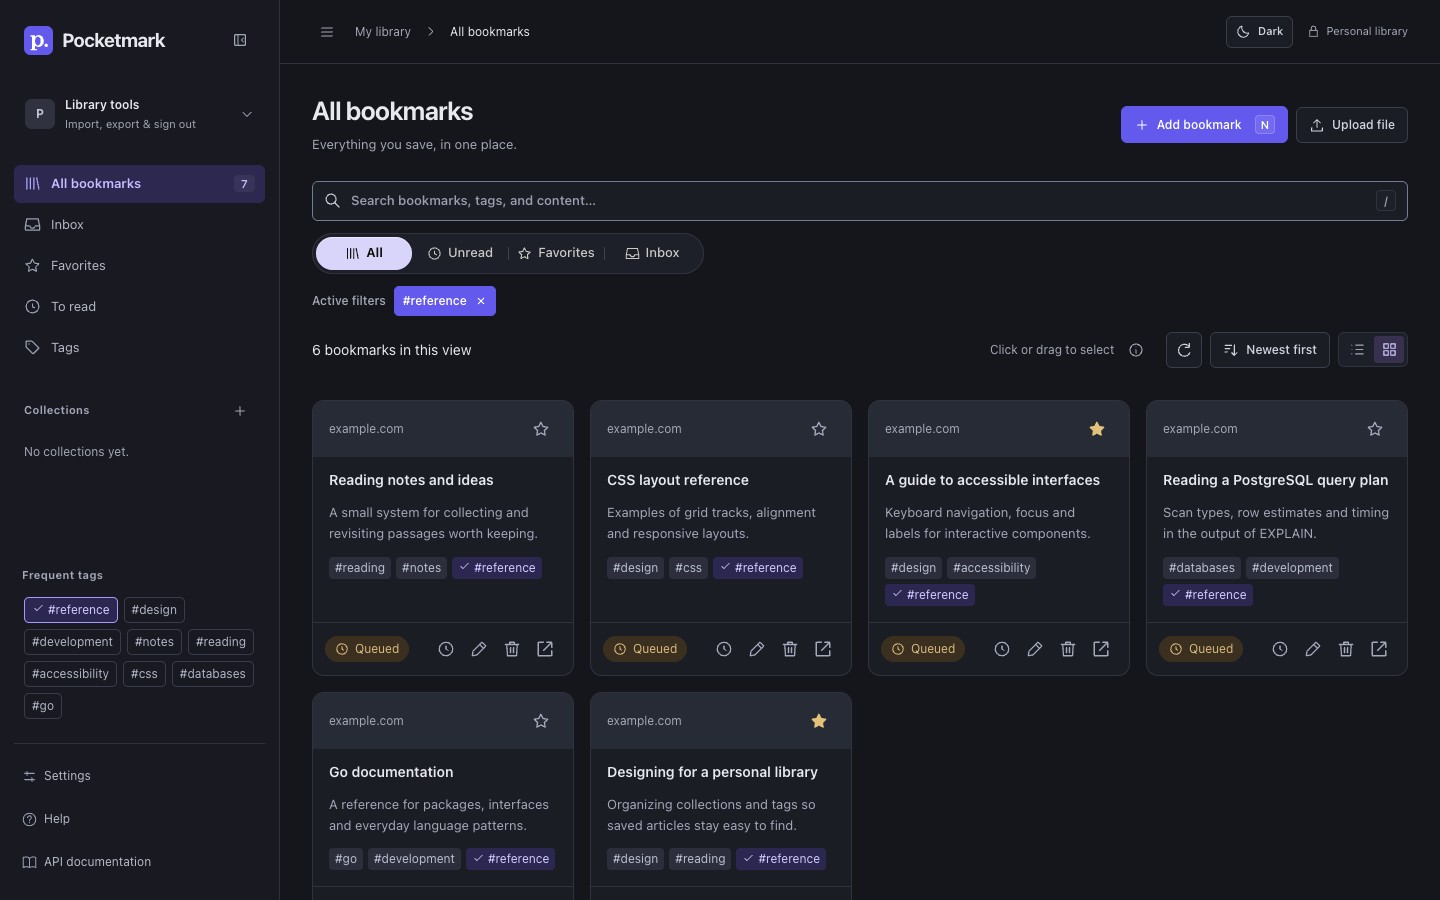 p. Pocketmark
P
Library tools
Import, export & sign out
All bookmarks 7
Inbox
Favorites
To read
Tags
Collections
No collections yet.
Frequent tags
#reference #design
#development #notes #reading
#accessibility #css #databases
#go
Settings
Help
API documentation
My library All bookmarks
Dark Personal library
All bookmarks
Everything you save, in one place.
Add bookmark N Upload file
Search bookmarks, tags, and content... /
All Unread Favorites Inbox
Active filters #reference ×
6 bookmarks in this view
Click or drag to select Newest first
example.com
Reading notes and ideas
A small system for collecting and
revisiting passages worth keeping.
#reading #notes #reference
Queued
example.com
CSS layout reference
Examples of grid tracks, alignment
and responsive layouts.
#design #css #reference
Queued
example.com
A guide to accessible interfaces
Keyboard navigation, focus and
labels for interactive components.
#design #accessibility
#reference
Queued
example.com
Reading a PostgreSQL query plan
Scan types, row estimates and timing
in the output of EXPLAIN.
#databases #development
#reference
Queued
example.com
Go documentation
A reference for packages, interfaces
and everyday language patterns.
#go #development #reference
example.com
Designing for a personal library
Organizing collections and tags so
saved articles stay easy to find.
#design #reading #reference